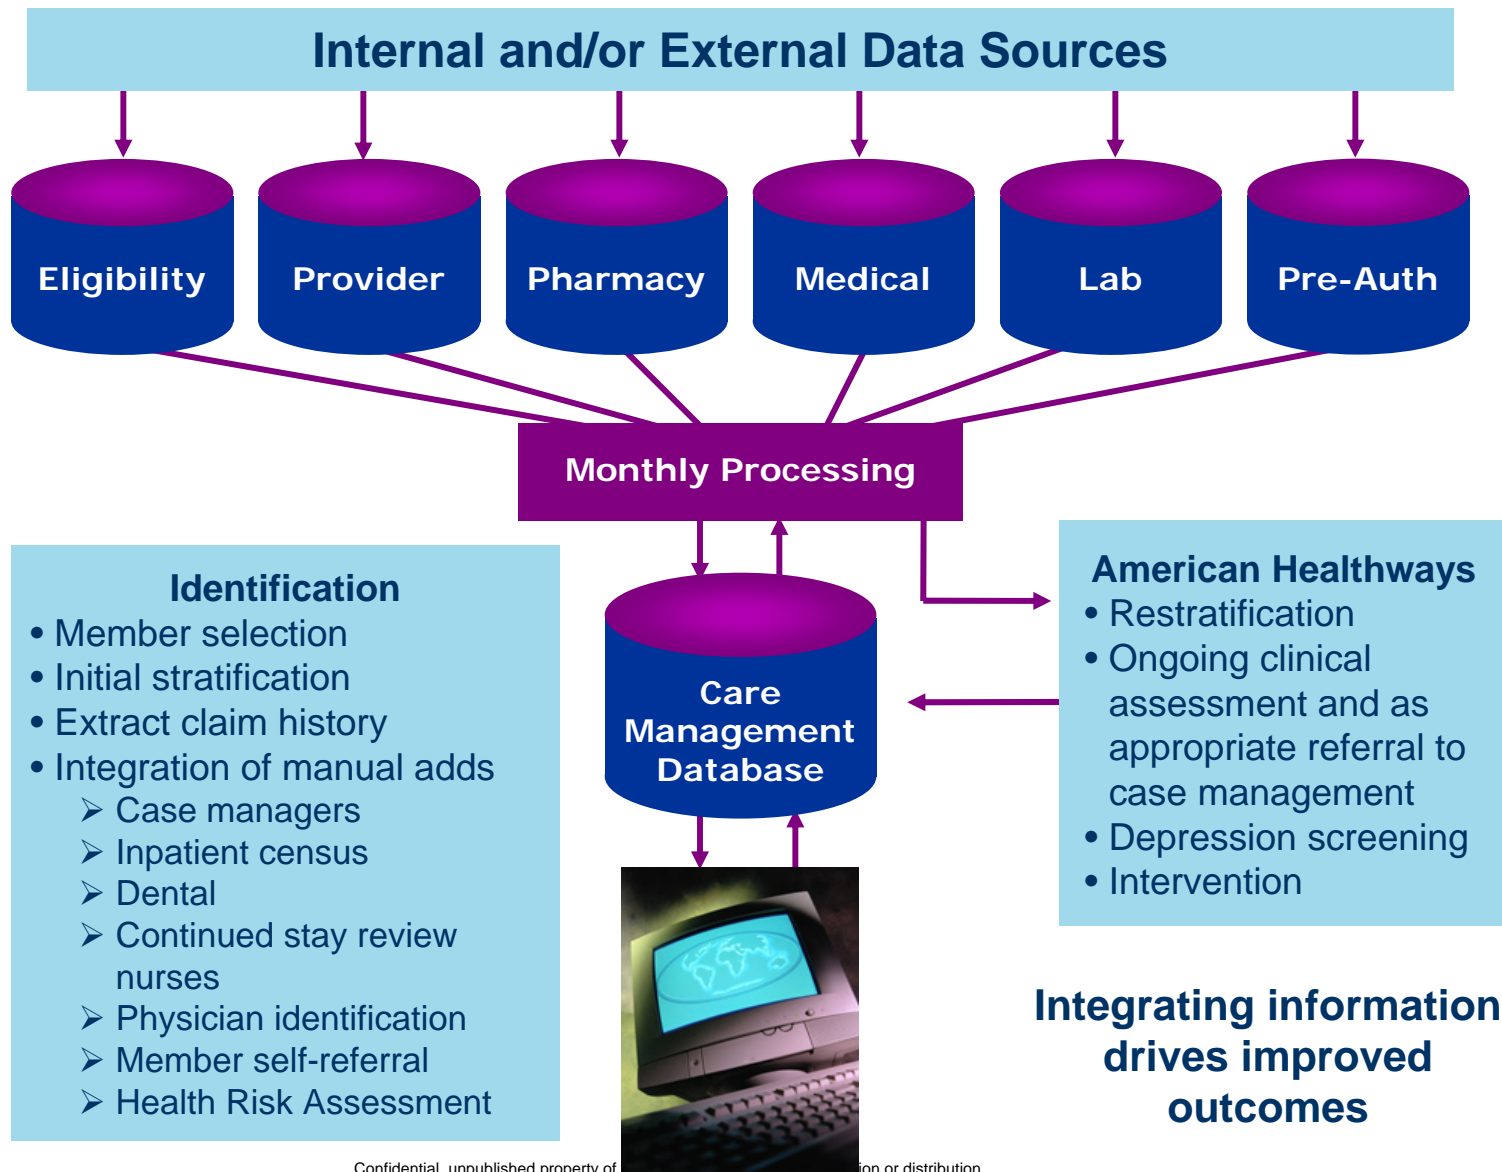 Internal and/or External Data Sources
Eligibility
Provider
Pharmacy
Medical
Lab
Pre-Auth
Monthly Processing
Identification
• Member selection
• Initial stratification
• Extract claim history
• Integration of manual adds
➢ Case managers
➢ Inpatient census
➢ Dental
➢ Continued stay review
nurses
➢ Physician identification
➢ Member self-referral
➢ Health Risk Assessment
Care
Management
Database
American Healthways
• Restratification
• Ongoing clinical
assessment and as
appropriate referral to
case management
• Depression screening
• Intervention
Integrating information
drives improved
outcomes
Confidential, unpublished property of
or distribution